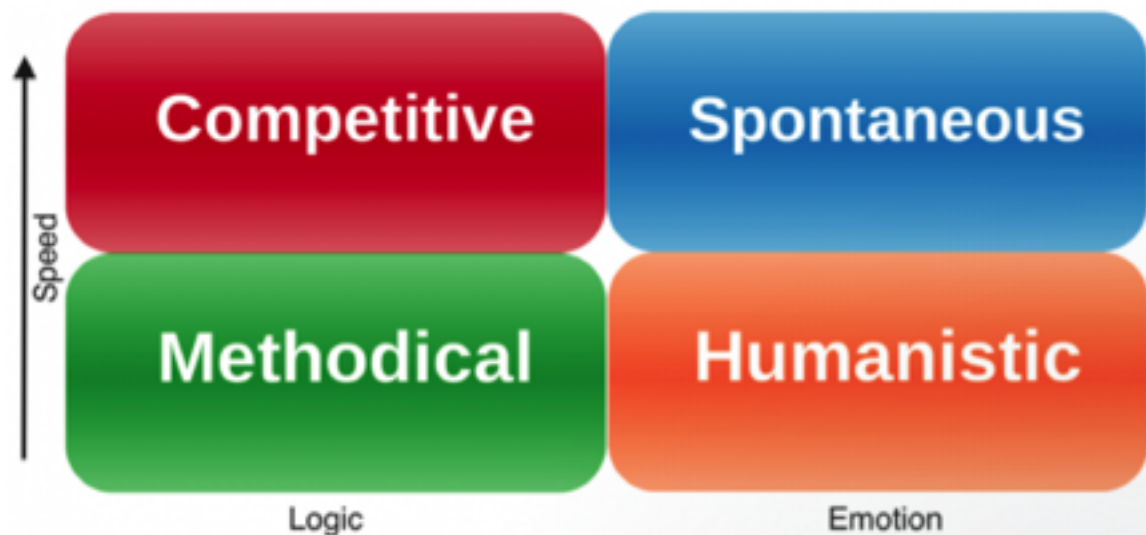 Competitive
Spontaneous
Speed
Methodical
Humanistic
Logic
Emotion